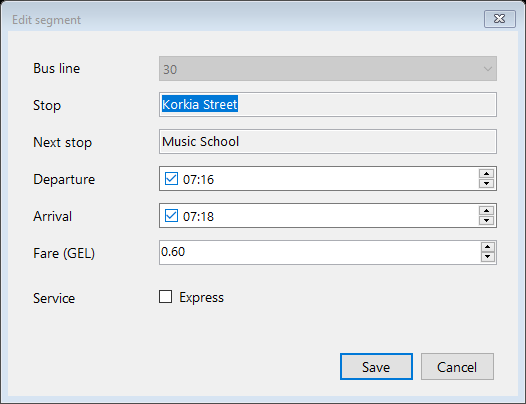 Edit segment
Bus line 30
Stop Korkia Street
Next stop Music School
Departure 07:16
Arrival 07:18
Fare (GEL) 0.60
Service Express
Save Cancel